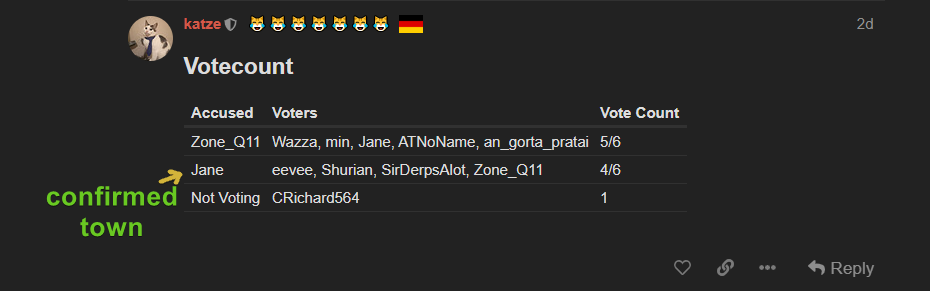 katze 2d
Votecount
Accused Voters Vote Count
Zone_Q11 Wazza, min, Jane, ATNoName, an_gorta_pratai 5/6
Jane eevee, Shurian, SirDerpsAlot, Zone_Q11 4/6
confirmed
town
Not Voting CRichard564 1
Reply